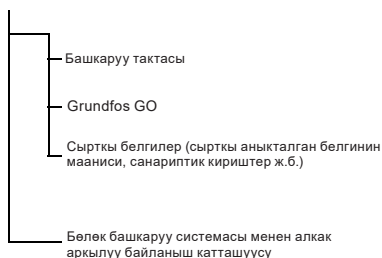 Башкаруу тактасы
Grundfos GO
Сырткы белгилер (сырткы аныкталган белгинин
мааниси, санариптик кириштер ж.б.)
Бөлөк башкаруу системасы менен алкак
аркылуу байланыш катташуусу